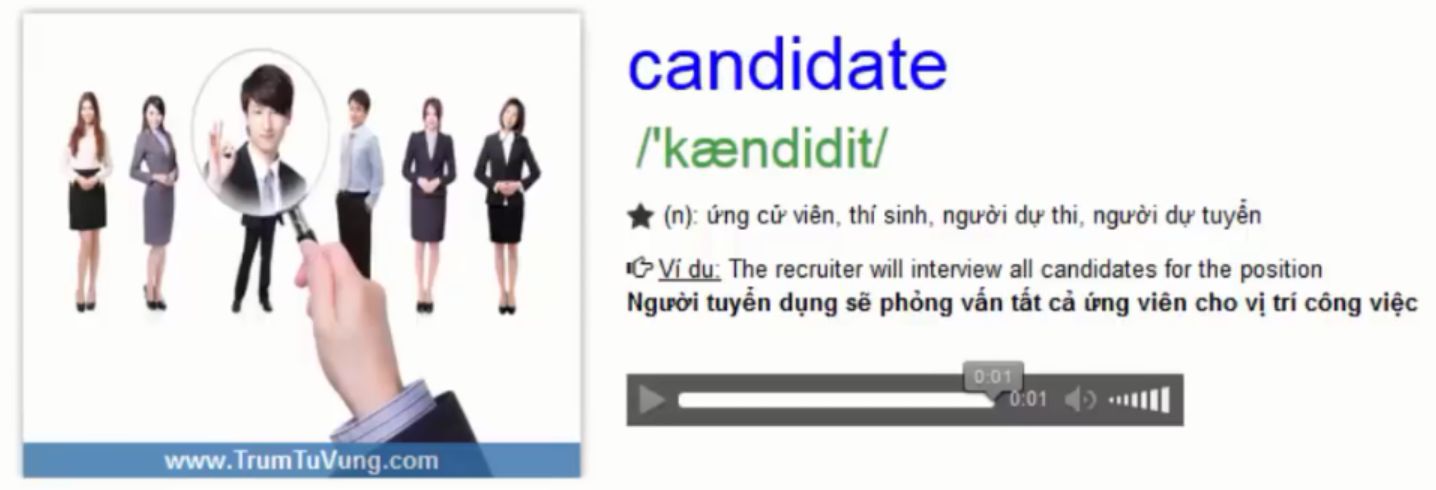 candidate
/'kændidit/
(n): ứng cử viên, thí sinh, người dự thi, người dự tuyển
Ví du: The recruiter will interview all candidates for the position
Người tuyển dụng sẽ phỏng vấn tất cả ứng viên cho vị trí công việc
0:01
0:01
www.TrumTuVung.com